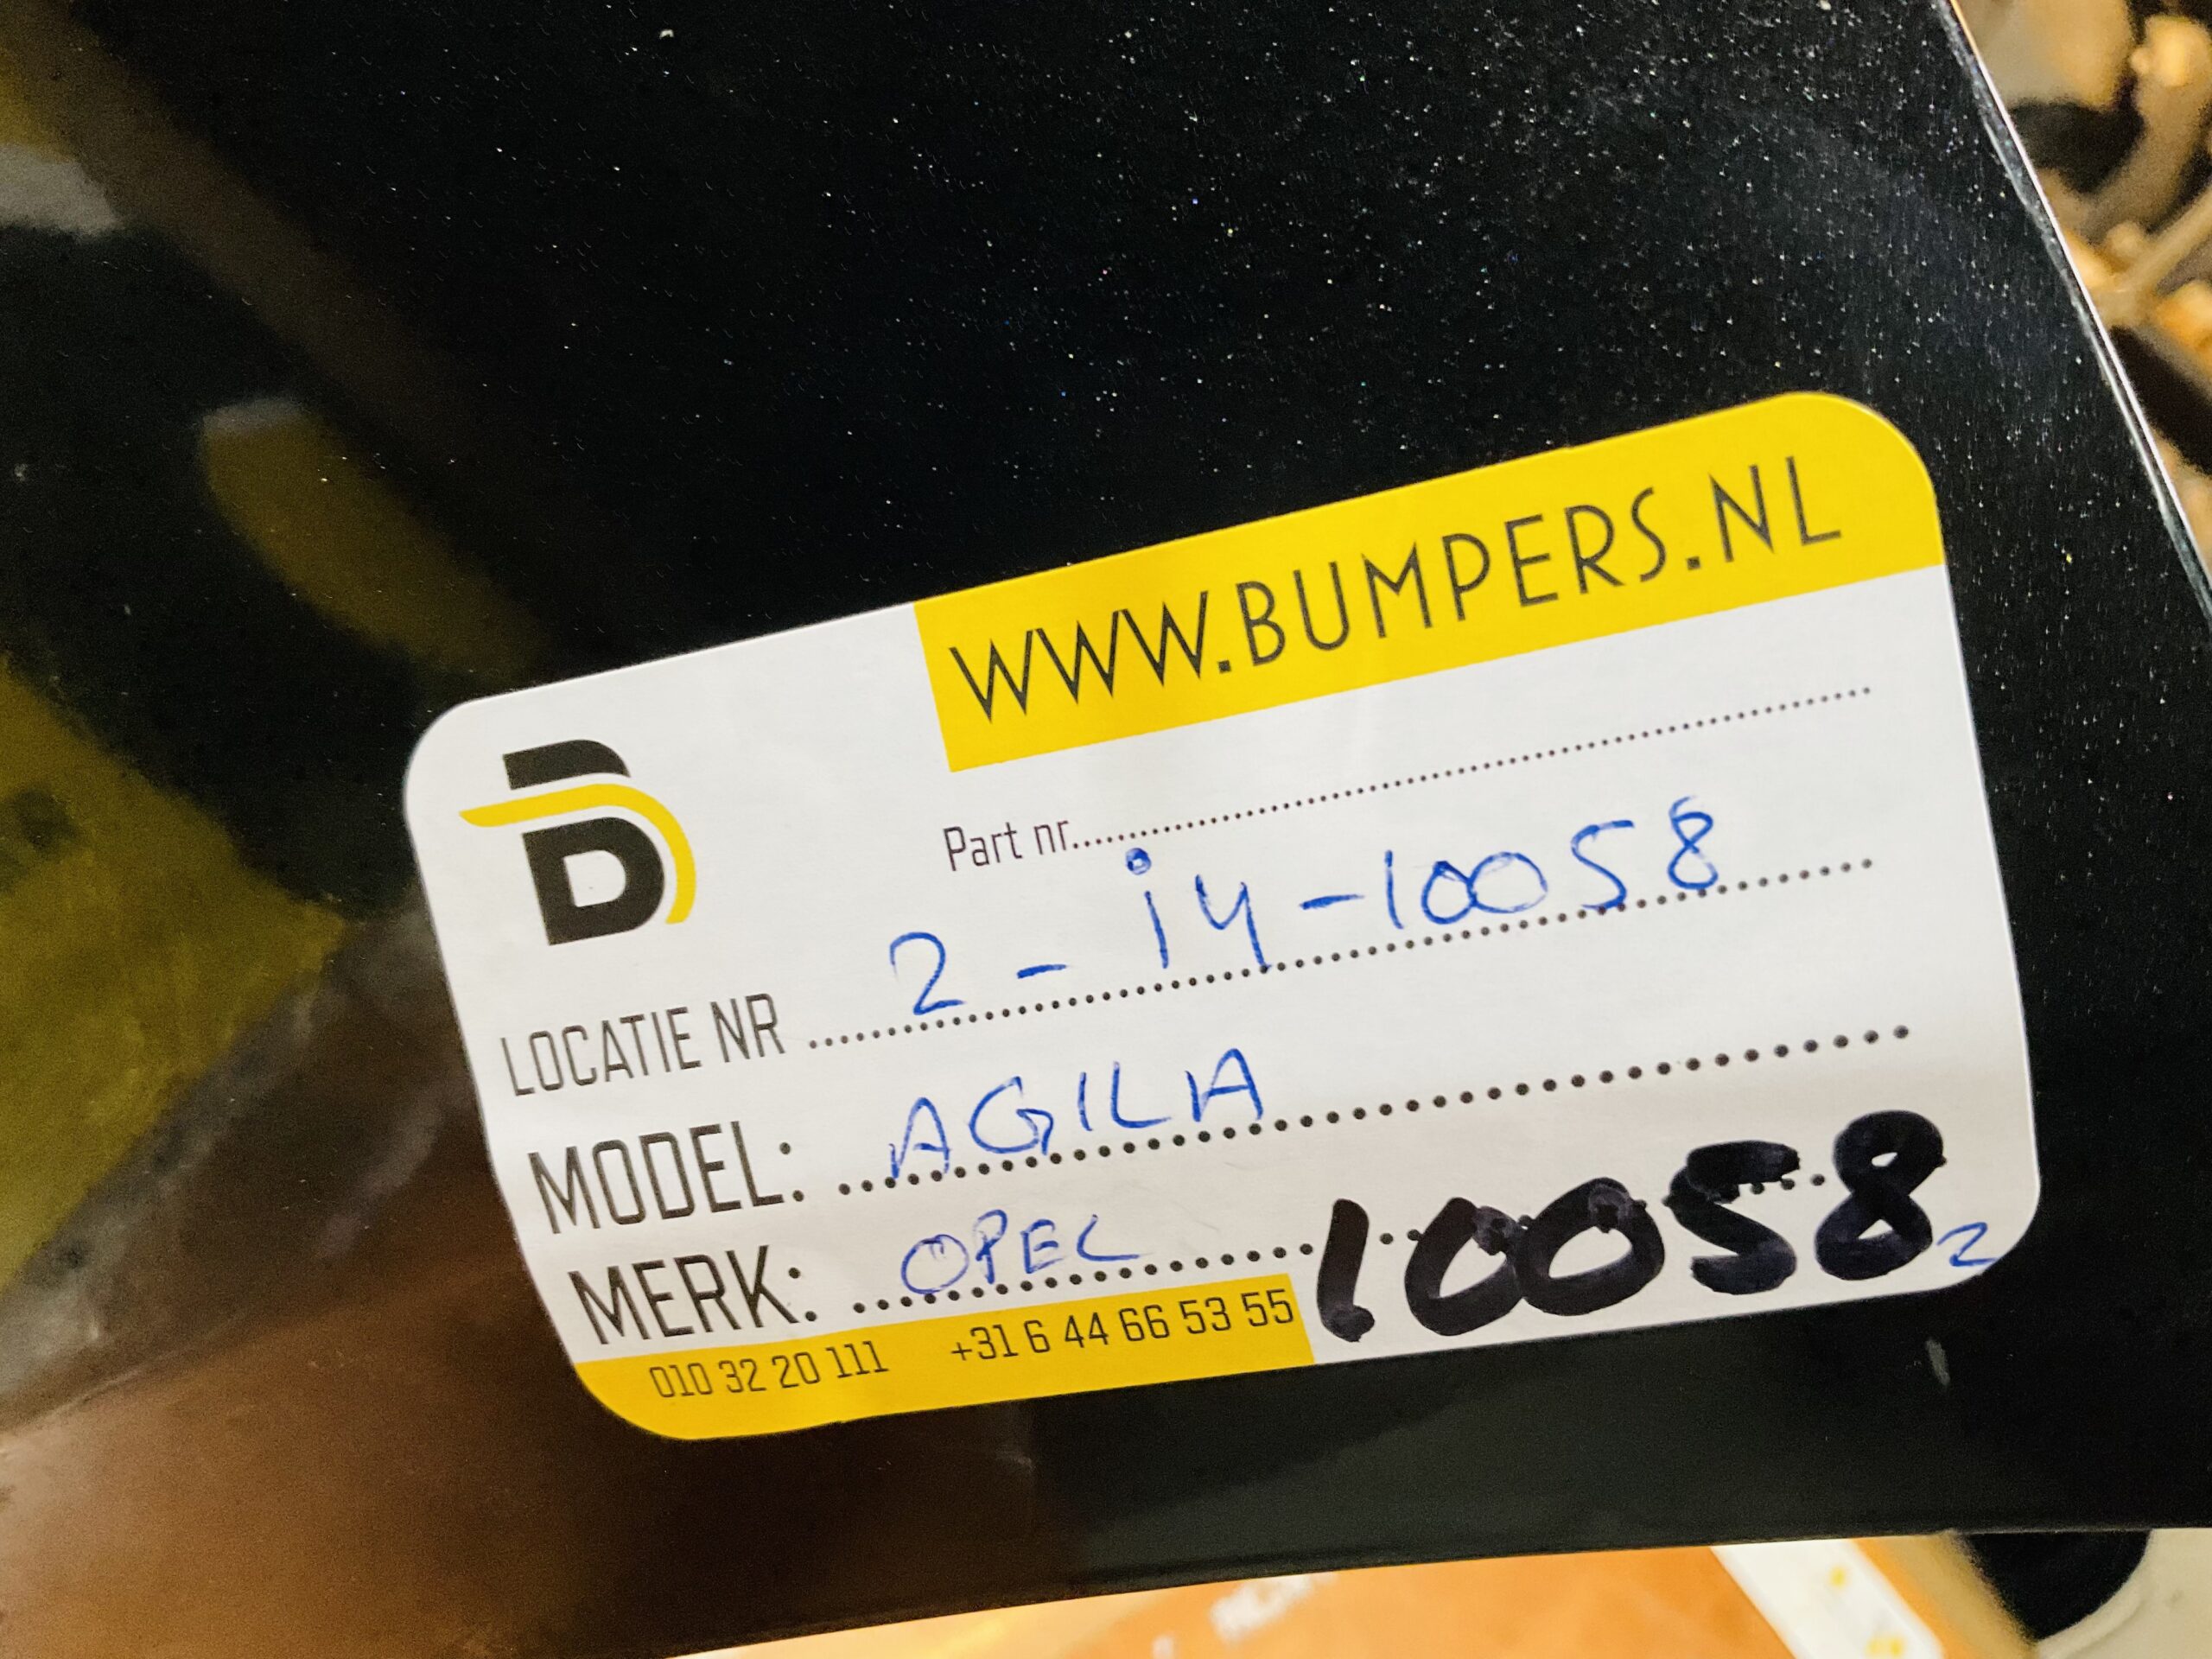 WWW.BUMPERS.NL
Part nr....................
LOCATIE NR 2 - i4 - 10058
MODEL: AGILA
MERK: OPEL 10058 2
010 32 20 111 +31 6 44 66 53 55